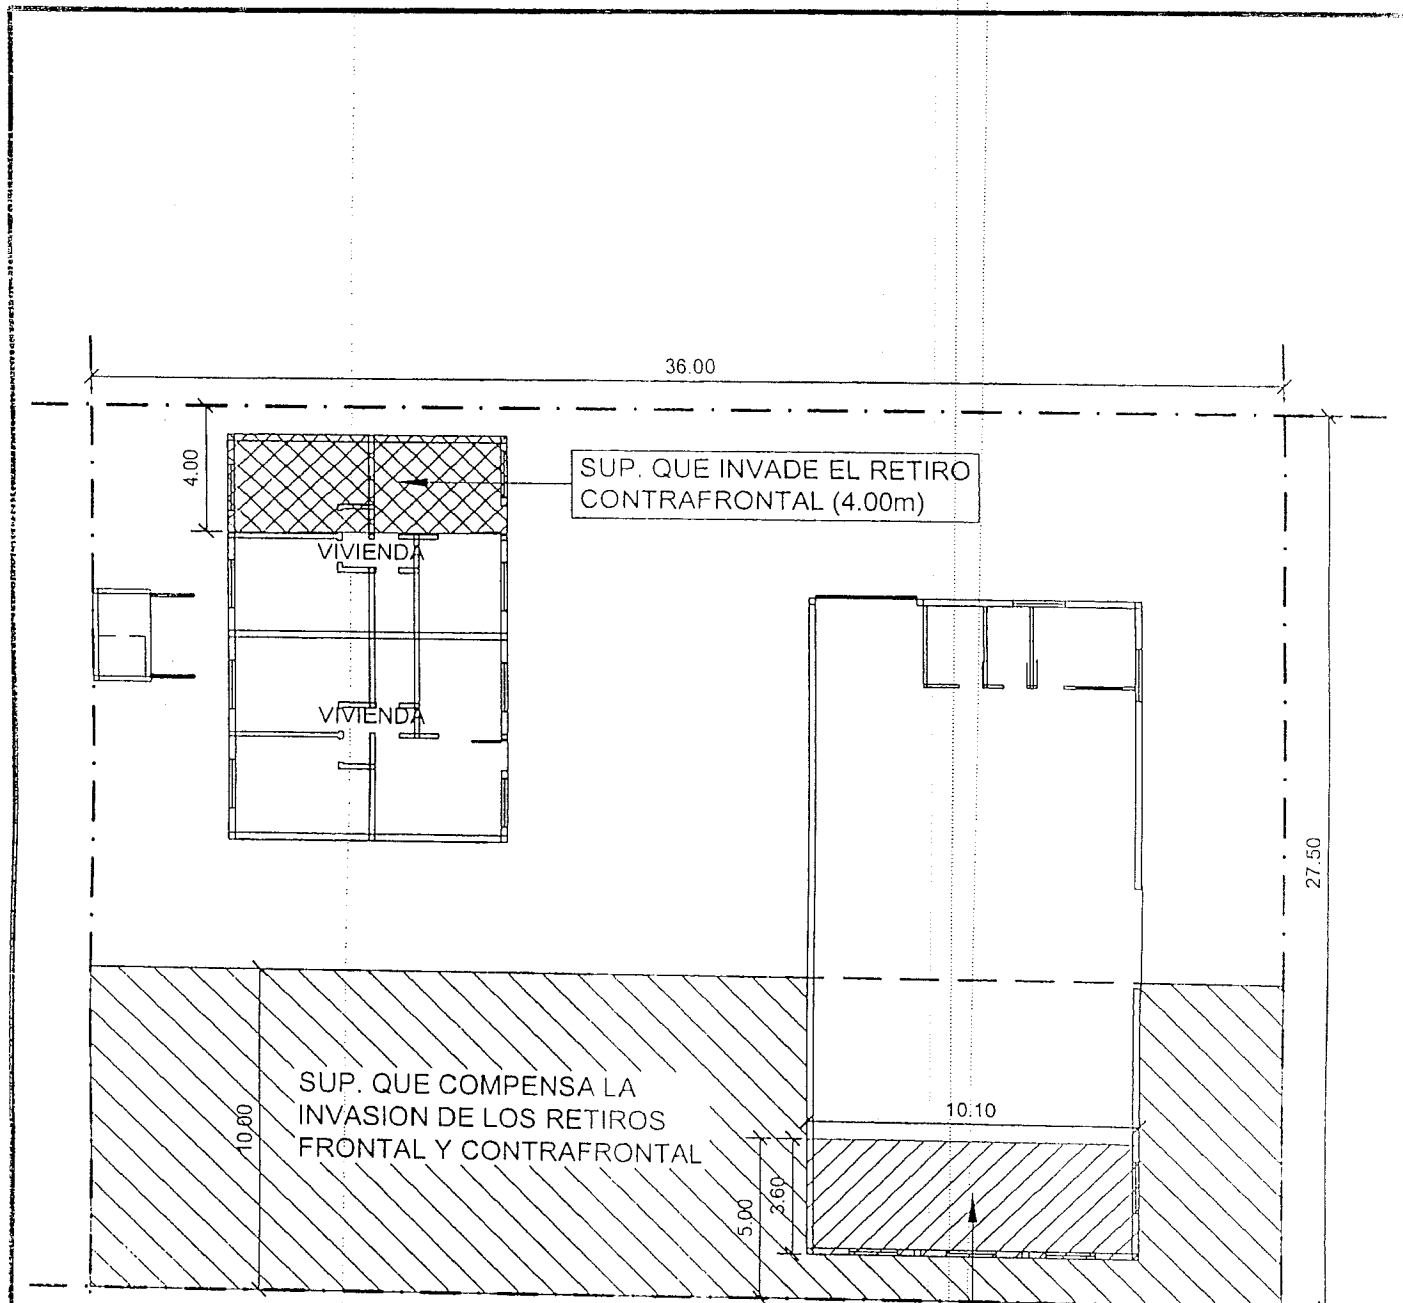 36.00
4.00
SUP. QUE INVADE EL RETIRO
CONTRAFRONTAL (4.00m)
VIVIENDA
VIVIENDA
27.50
SUP. QUE COMPENSA LA
INVASION DE LOS RETIROS
FRONTAL Y CONTRAFRONTAL
10.00
10.10
5.00
3.60